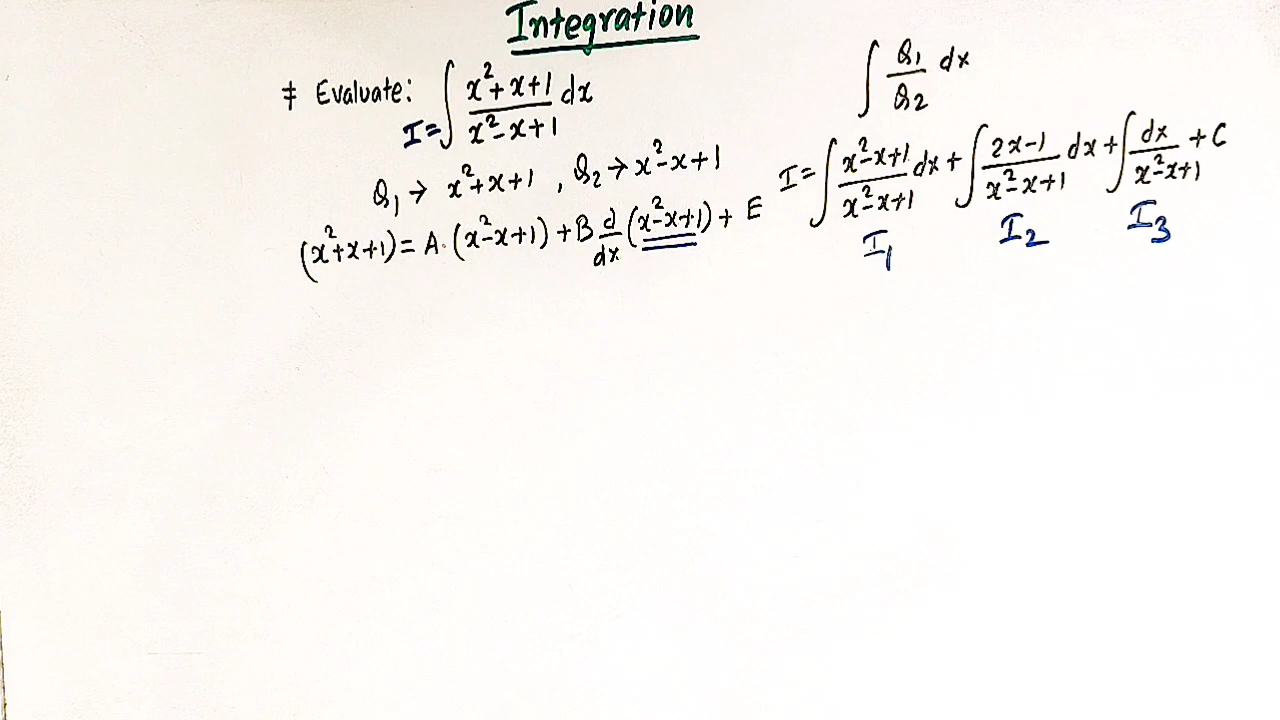 Integration
# Evaluate: I = ∫ (x²+x+1)/(x²-x+1) dx
Q₁ → x²+x+1 , Q₂ → x²-x+1
(x²+x+1) = A·(x²-x+1) + B d/dx (x²-x+1) + E
∫ Q₁/Q₂ dx
I = ∫ (x²-x+1)/(x²-x+1) dx + ∫ (2x-1)/(x²-x+1) dx + ∫ dx/(x²-x+1) + C
I₁ I₂ I₃